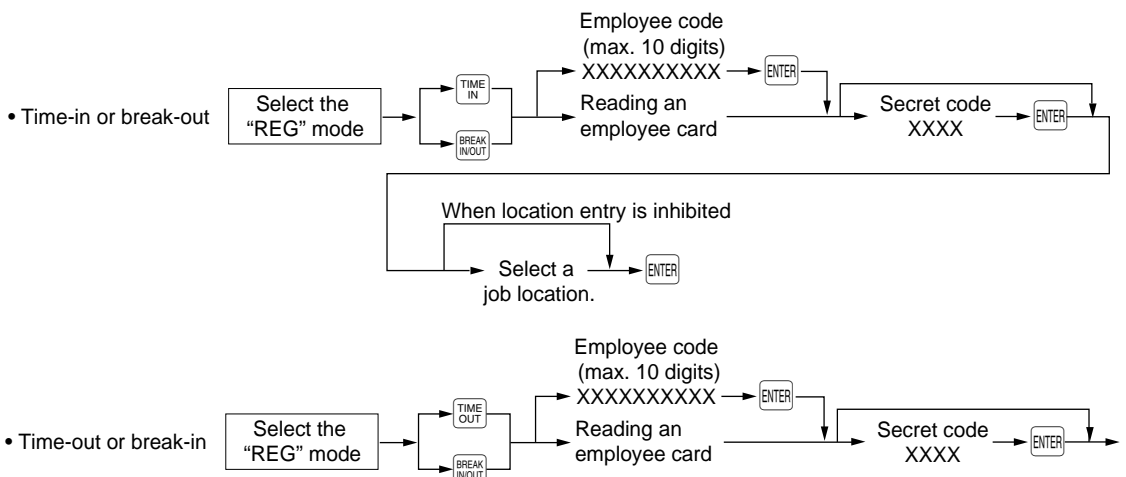 Employee code
(max. 10 digits)
XXXXXXXXXX
ENTER
TIME
IN
• Time-in or break-out
Select the
“REG” mode
BREAK
IN/OUT
Reading an
employee card
Secret code
XXXX
ENTER
When location entry is inhibited
Select a
job location.
ENTER
Employee code
(max. 10 digits)
XXXXXXXXXX
ENTER
TIME
OUT
• Time-out or break-in
Select the
“REG” mode
BREAK
IN/OUT
Reading an
employee card
Secret code
XXXX
ENTER